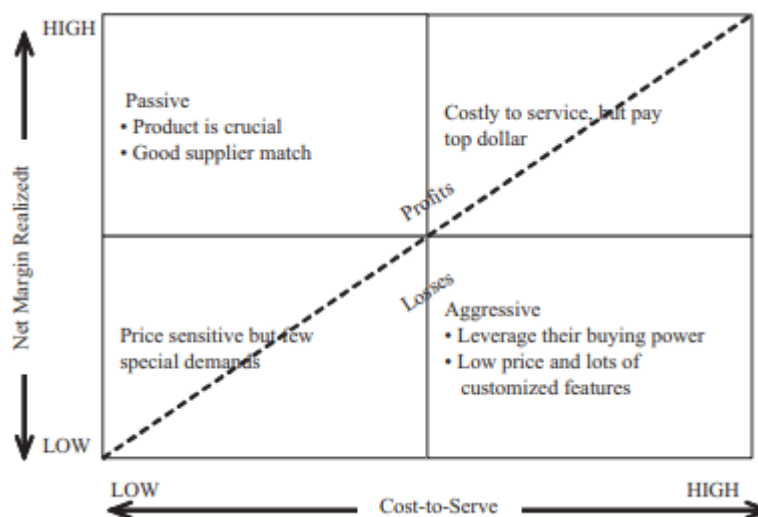 HIGH
Passive
• Product is crucial
• Good supplier match
Costly to service, but pay
top dollar
Profits
Net Margin Realizedt
Losses
Price sensitive but few
special demands
Aggressive
• Leverage their buying power
• Low price and lots of
customized features
LOW
LOW
HIGH
Cost-to-Serve